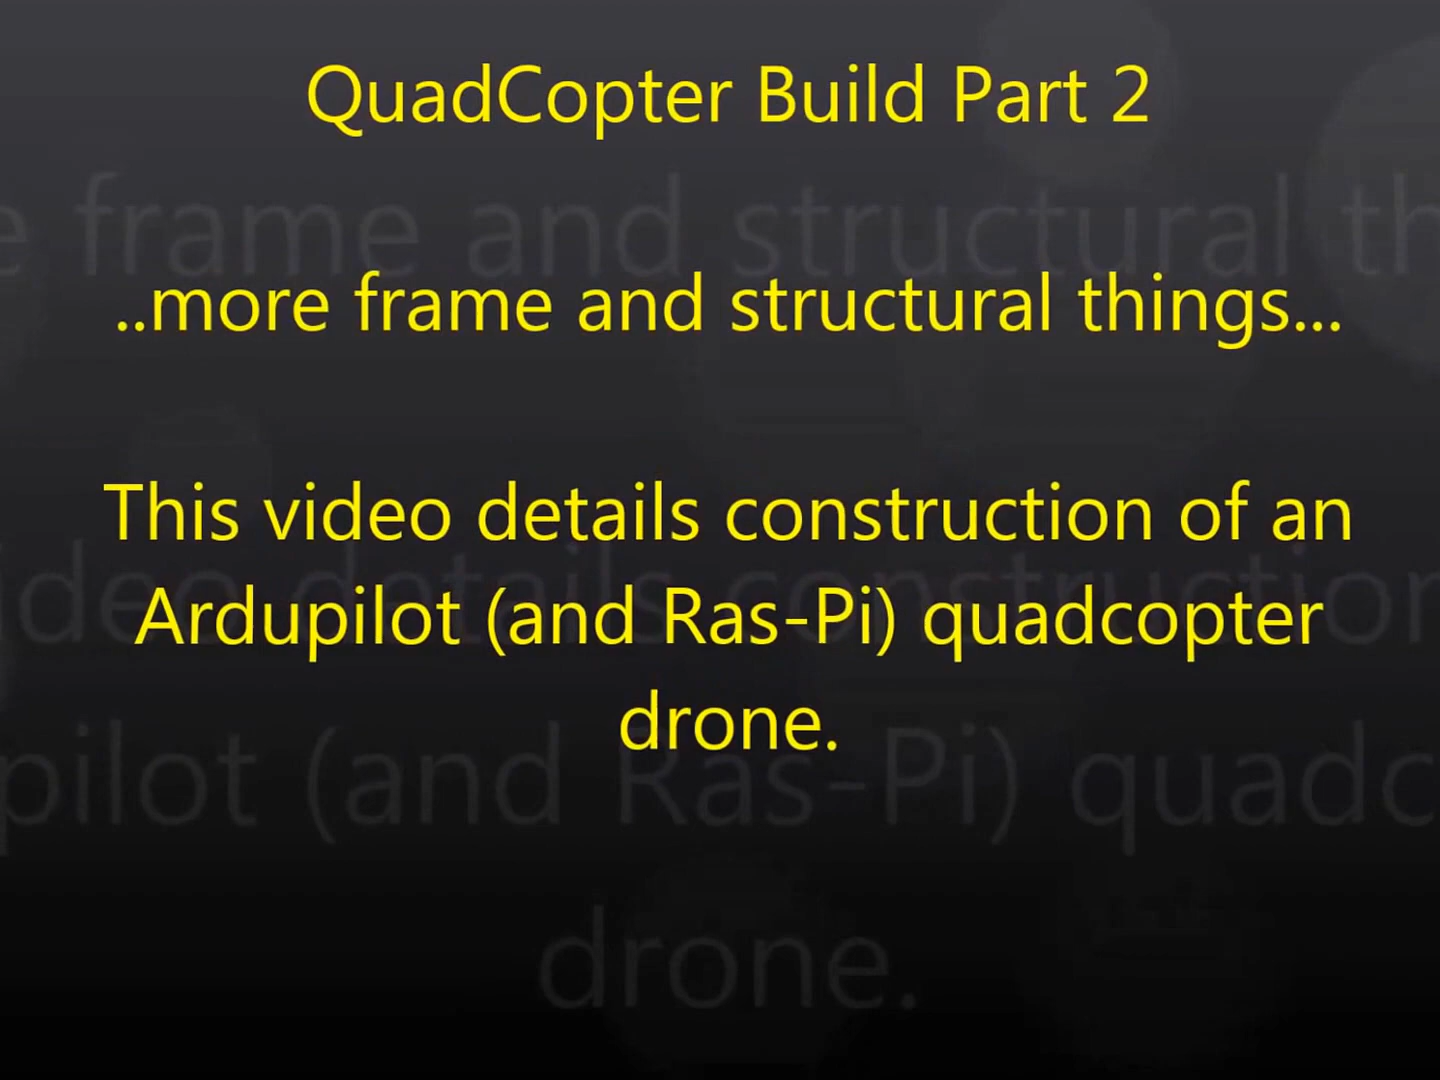 QuadCopter Build Part 2
..more frame and structural things...
This video details construction of an
Ardupilot (and Ras-Pi) quadcopter
drone.